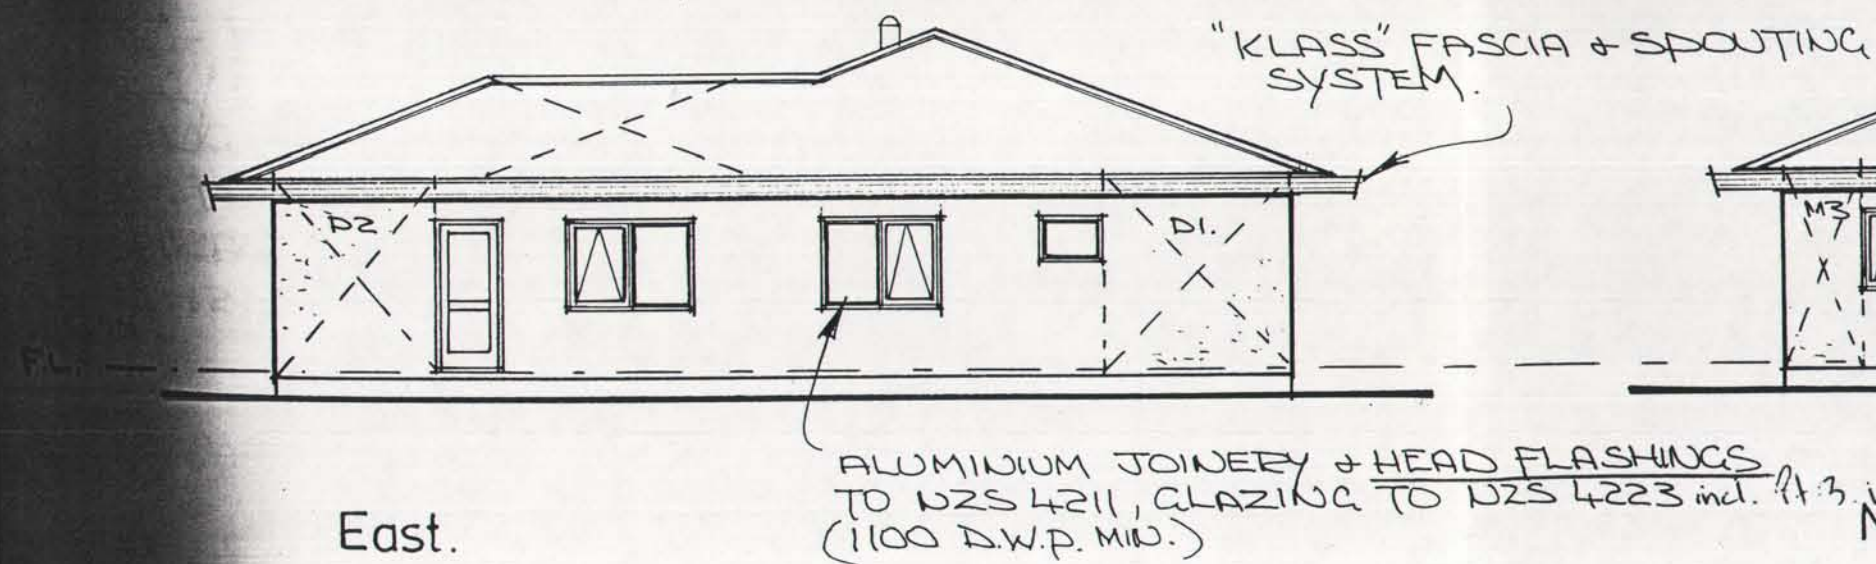 "KLASS" FASCIA & SPOUTING
SYSTEM.
D2
D1.
M3
F.L.
ALUMINIUM JOINERY & HEAD FLASHINGS
TO NZS 4211, GLAZING TO NZS 4223 incl. Pt 3.
(1100 D.W.P. MIN.)
East.